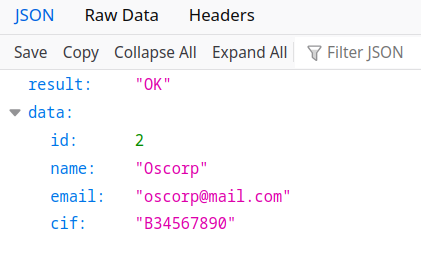 JSON Raw Data Headers
Save Copy Collapse All Expand All Filter JSON
result: "OK"
data:
id: 2
name: "Oscorp"
email: "oscorp@mail.com"
cif: "B34567890"